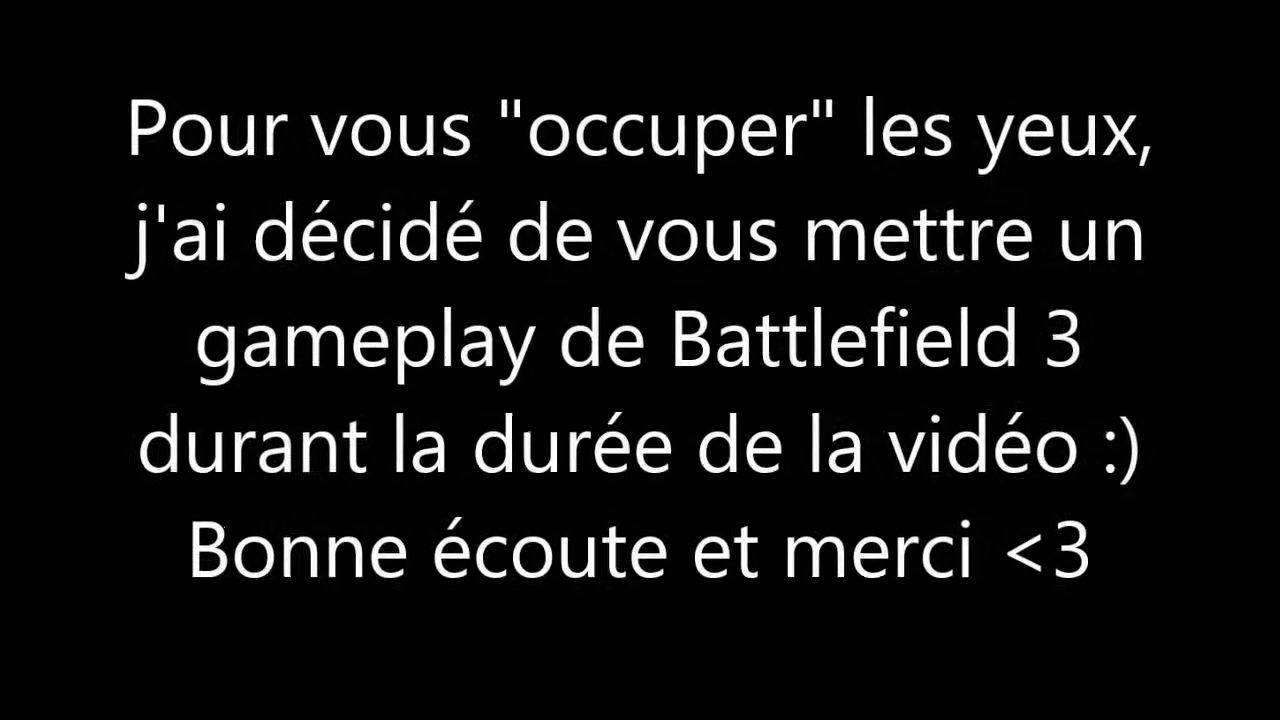 Pour vous "occuper" les yeux,
j'ai décidé de vous mettre un
gameplay de Battlefield 3
durant la durée de la vidéo :)
Bonne écoute et merci <3